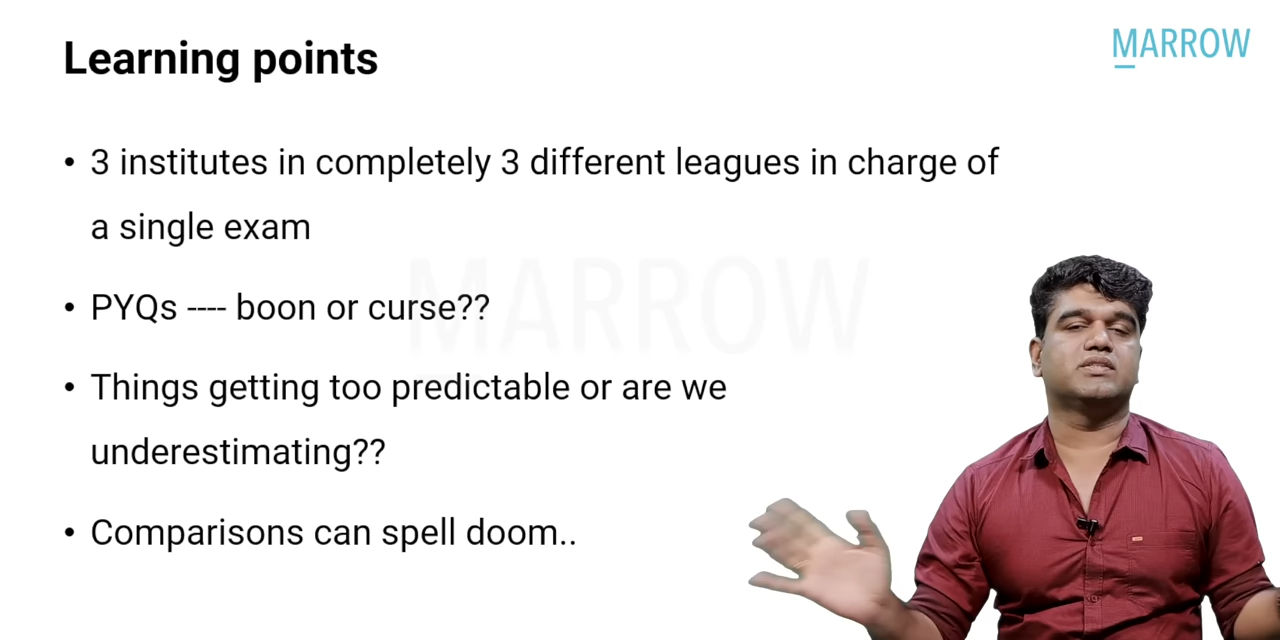 Learning points
MARROW
• 3 institutes in completely 3 different leagues in charge of
a single exam
• PYQs ---- boon or curse??
MARROW
• Things getting too predictable or are we
underestimating??
• Comparisons can spell doom..